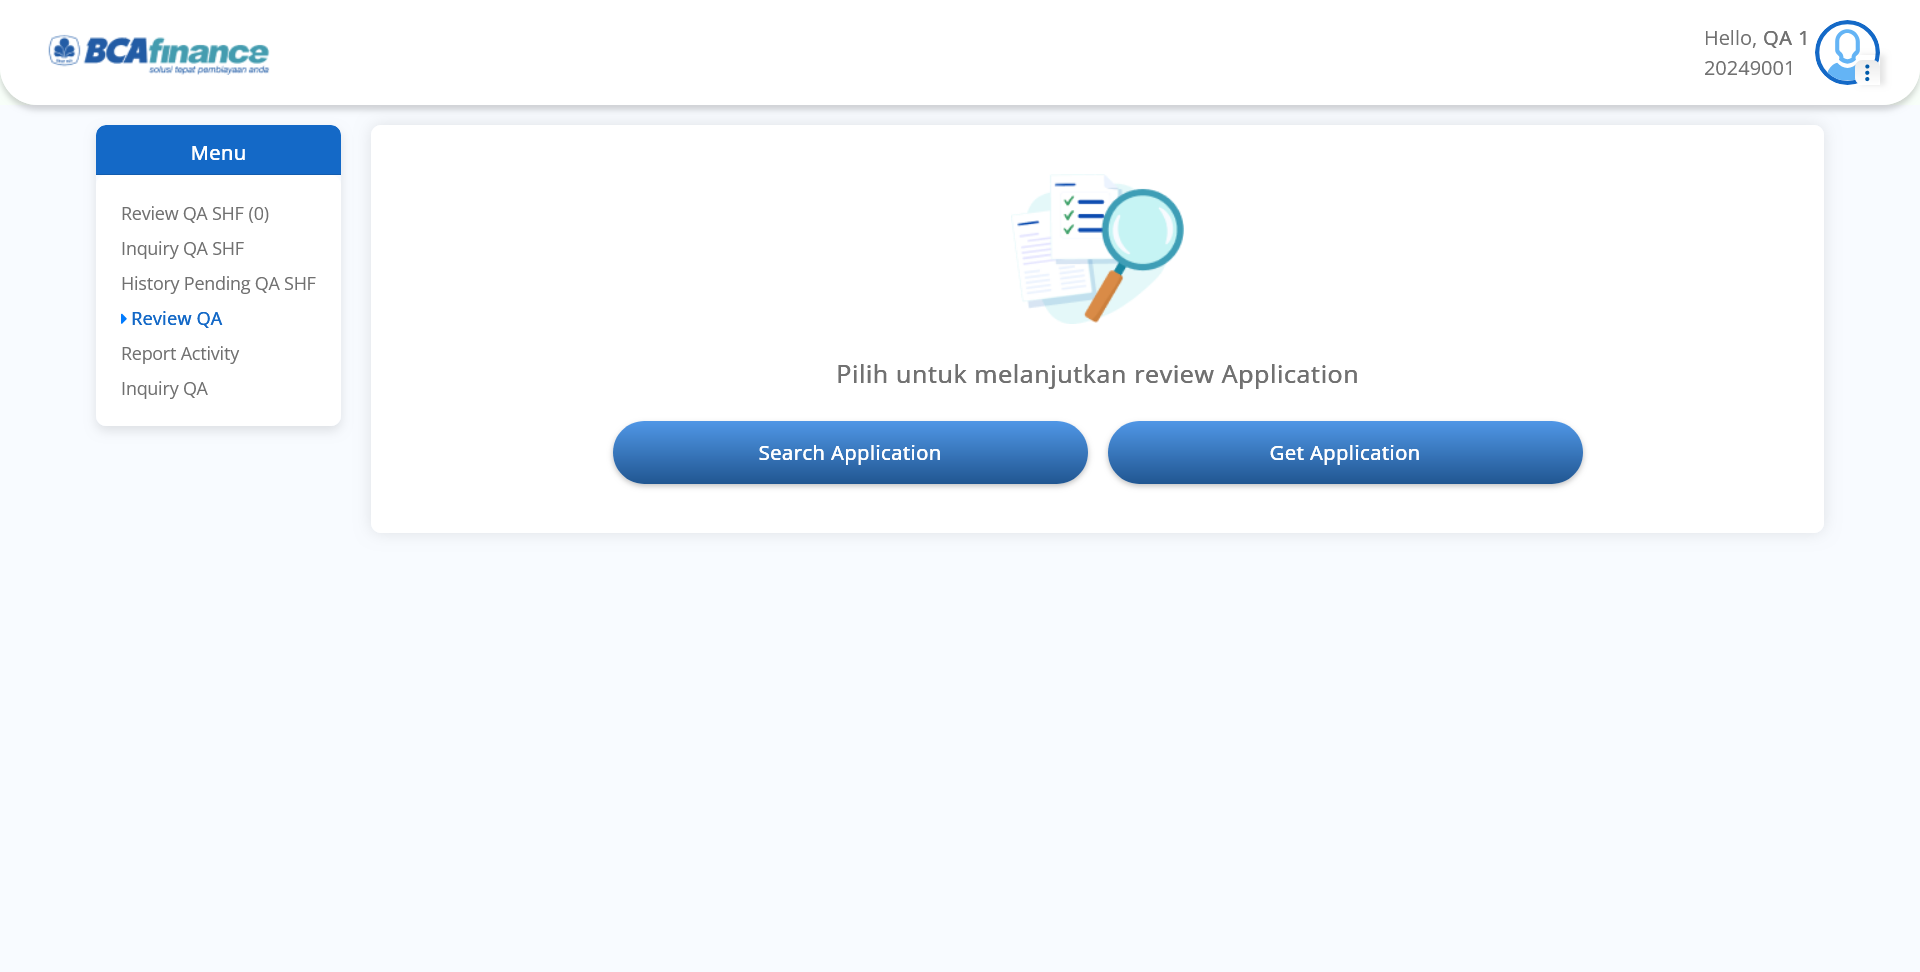 BCAfinance
solusi tepat pembiayaan anda
Hello, QA 1
20249001
Menu
Review QA SHF (0)
Inquiry QA SHF
History Pending QA SHF
Review QA
Report Activity
Inquiry QA
Pilih untuk melanjutkan review Application
Search Application
Get Application